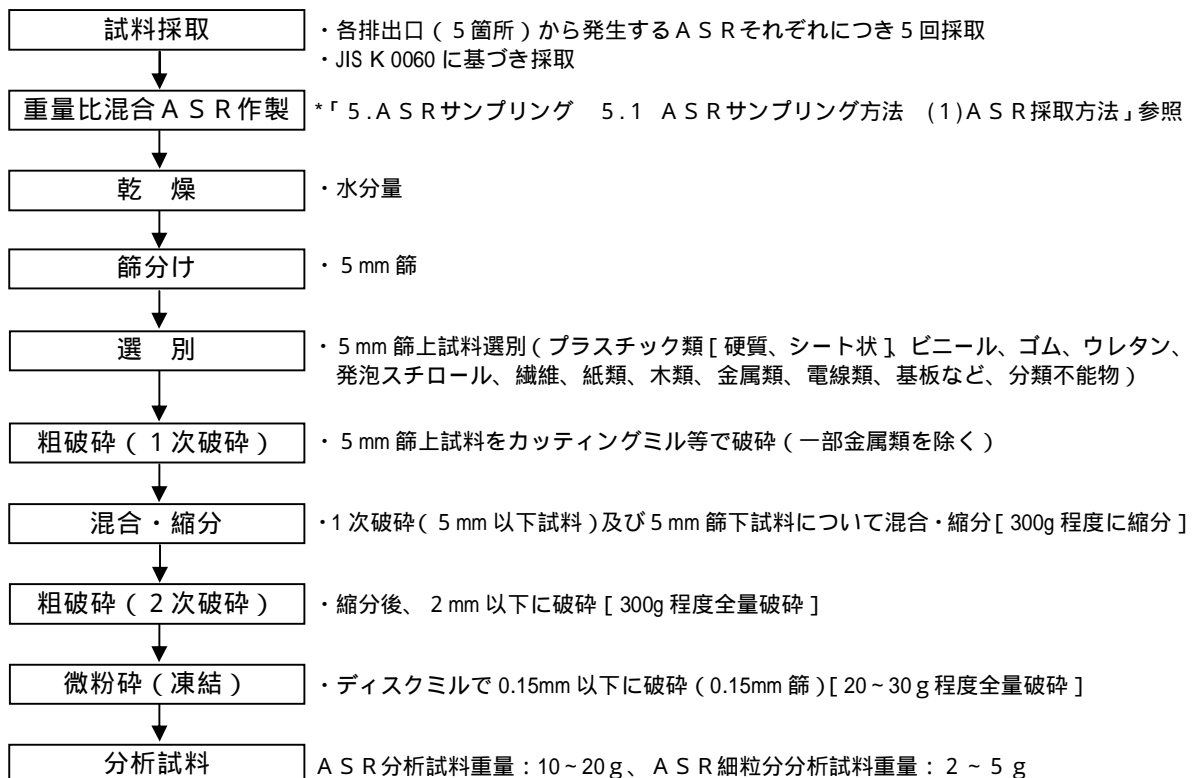 試料採取 ・各排出口（５箇所）から発生するＡＳＲそれぞれにつき５回採取
・JIS K 0060 に基づき採取
重量比混合ＡＳＲ作製 *「５.ＡＳＲサンプリング　５.１ ＡＳＲサンプリング方法　(１)ＡＳＲ採取方法」参照
乾　燥 ・水分量
篩分け ・５mm 篩
選　別 ・５mm 篩上試料選別（プラスチック類［硬質、シート状］、ビニール、ゴム、ウレタン、
発泡スチロール、繊維、紙類、木類、金属類、電線類、基板など、分類不能物）
粗破砕（１次破砕） ・５mm 篩上試料をカッティングミル等で破砕（一部金属類を除く）
混合・縮分 ・1 次破砕（５mm 以下試料）及び５mm 篩下試料について混合・縮分［300g 程度に縮分］
粗破砕（２次破砕） ・縮分後、２mm 以下に破砕［300g 程度全量破砕］
微粉砕（凍結） ・ディスクミルで 0.15mm 以下に破砕（0.15mm 篩）［20～30ｇ程度全量破砕］
分析試料 ＡＳＲ分析試料重量：10～20ｇ、ＡＳＲ細粒分分析試料重量：２～５ｇ